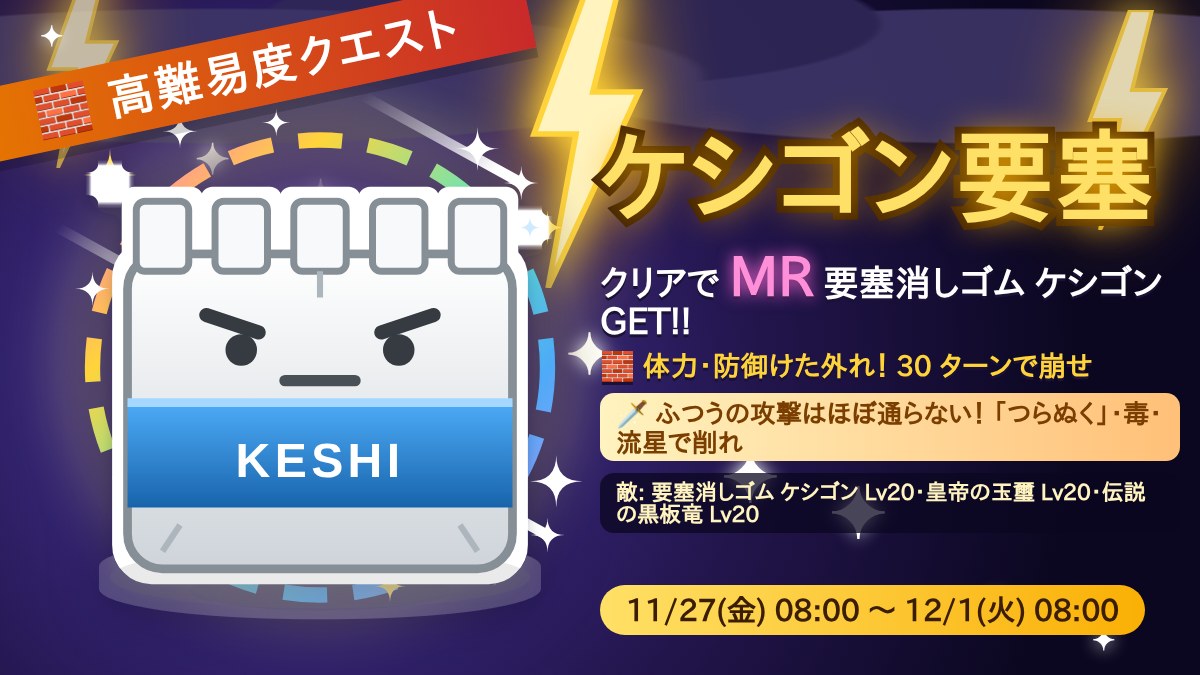 🧱 高難易度クエスト
ケシゴン要塞
クリアで MR 要塞消しゴム ケシゴン
GET!!
🧱 体力・防御けた外れ! 30 ターンで崩せ
🗡️ ふつうの攻撃はほぼ通らない!「つらぬく」・毒・
流星で削れ
敵: 要塞消しゴム ケシゴン Lv20・皇帝の玉璽 Lv20・伝説
の黒板竜 Lv20
KESHI
11/27(金) 08:00 〜 12/1(火) 08:00